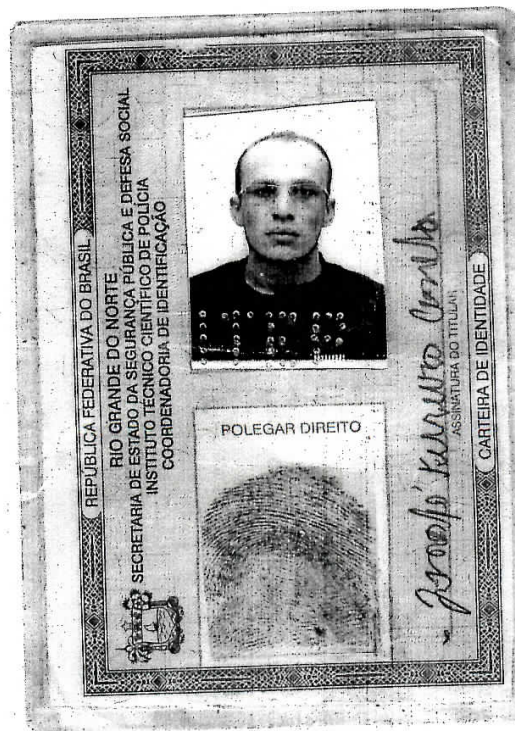 REPÚBLICA FEDERATIVA DO BRASIL
RIO GRANDE DO NORTE
SECRETARIA DE ESTADO DA SEGURANÇA PÚBLICA E DEFESA SOCIAL
INSTITUTO TÉCNICO CIENTÍFICO DE POLÍCIA
COORDENADORIA DE IDENTIFICAÇÃO
POLEGAR DIREITO
ASSINATURA DO TITULAR
CARTEIRA DE IDENTIDADE